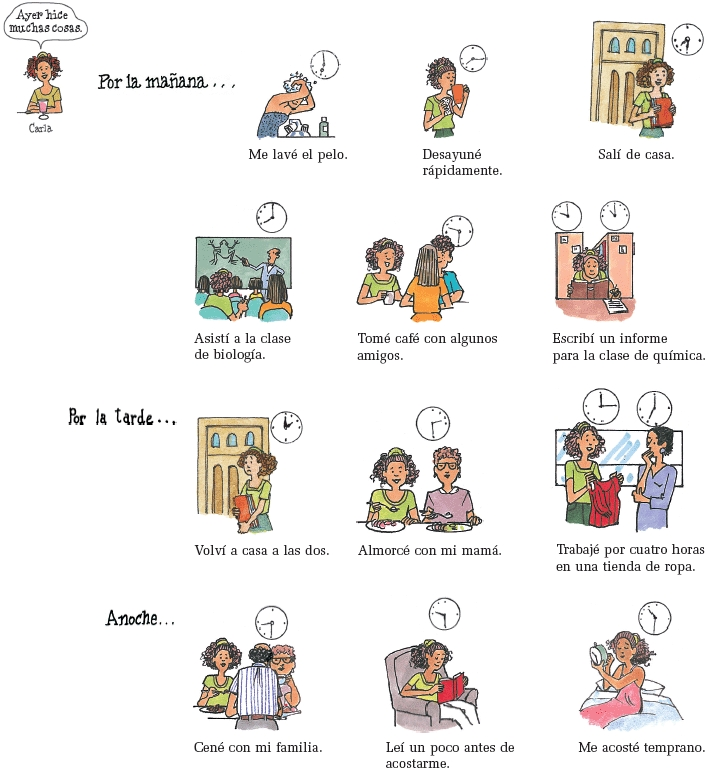 Ayer hice
muchas cosas.
Carla
Por la mañana...
Me lavé el pelo.
Desayuné
rápidamente.
Salí de casa.
Asistí a la clase
de biología.
Tomé café con algunos
amigos.
Escribí un informe
para la clase de química.
Por la tarde...
Volví a casa a las dos.
Almorcé con mi mamá.
Trabajé por cuatro horas
en una tienda de ropa.
Anoche...
Cené con mi familia.
Leí un poco antes de
acostarme.
Me acosté temprano.